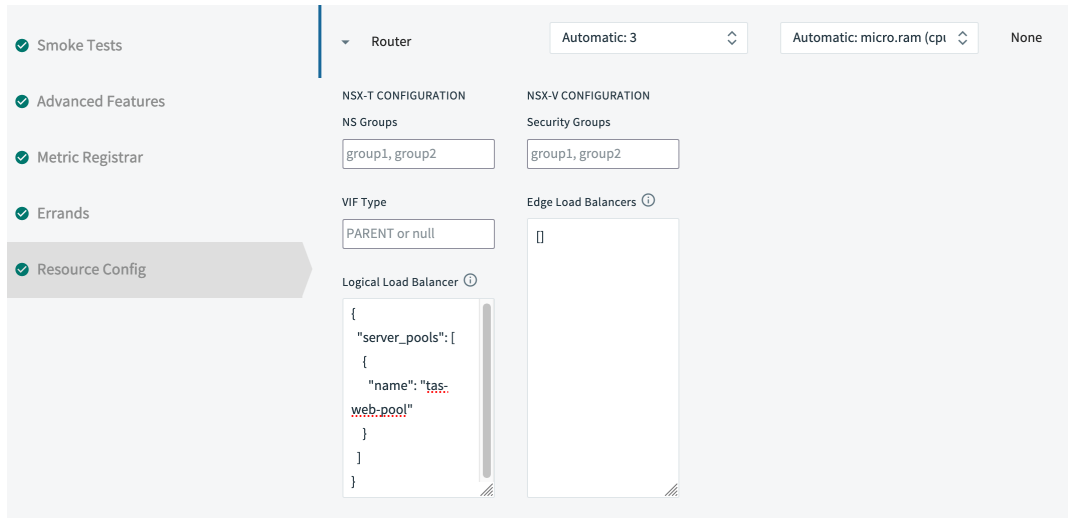 Smoke Tests
Advanced Features
Metric Registrar
Errands
Resource Config
Router
Automatic: 3
Automatic: micro.ram (cpu
None
NSX-T CONFIGURATION
NS Groups
group1, group2
VIF Type
PARENT or null
Logical Load Balancer
{
"server_pools": [
{
"name": "tas-
web-pool"
}
]
}
NSX-V CONFIGURATION
Security Groups
group1, group2
Edge Load Balancers
[]